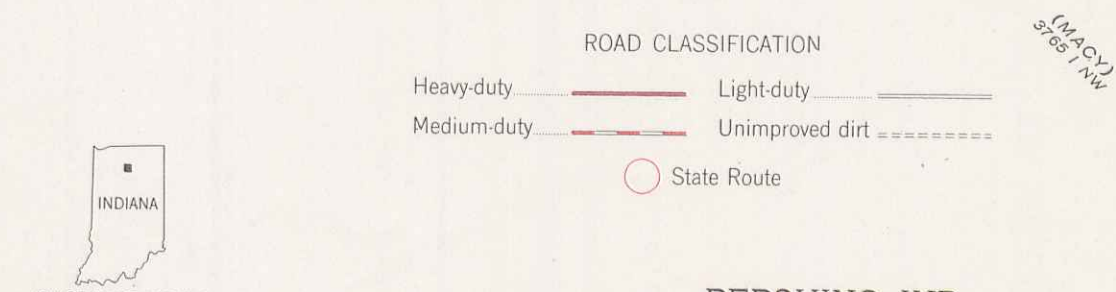 ROAD CLASSIFICATION
Heavy-duty
Light-duty
Medium-duty
Unimproved dirt
State Route
INDIANA
(MACY)
3765 I NW